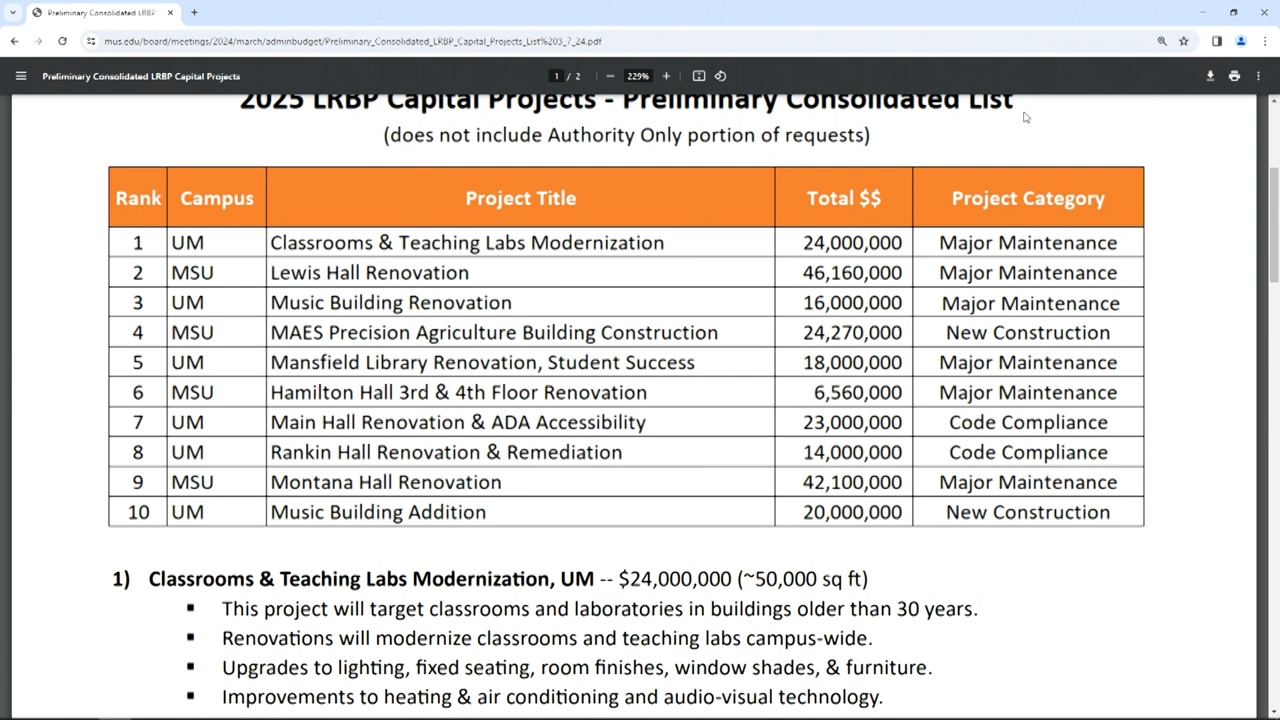 Preliminary Consolidated LRBP
mus.edu/board/meetings/2024/march/adminbudget/Preliminary_Consolidated_LRBP_Capital_Projects_List%203_7_24.pdf
Preliminary Consolidated LRBP Capital Projects
1 / 2
229%
2025 LRBP Capital Projects - Preliminary Consolidated List
(does not include Authority Only portion of requests)
Rank Campus Project Title Total $$ Project Category
1 UM Classrooms & Teaching Labs Modernization 24,000,000 Major Maintenance
2 MSU Lewis Hall Renovation 46,160,000 Major Maintenance
3 UM Music Building Renovation 16,000,000 Major Maintenance
4 MSU MAES Precision Agriculture Building Construction 24,270,000 New Construction
5 UM Mansfield Library Renovation, Student Success 18,000,000 Major Maintenance
6 MSU Hamilton Hall 3rd & 4th Floor Renovation 6,560,000 Major Maintenance
7 UM Main Hall Renovation & ADA Accessibility 23,000,000 Code Compliance
8 UM Rankin Hall Renovation & Remediation 14,000,000 Code Compliance
9 MSU Montana Hall Renovation 42,100,000 Major Maintenance
10 UM Music Building Addition 20,000,000 New Construction
1) Classrooms & Teaching Labs Modernization, UM -- $24,000,000 (~50,000 sq ft)
▪ This project will target classrooms and laboratories in buildings older than 30 years.
▪ Renovations will modernize classrooms and teaching labs campus-wide.
▪ Upgrades to lighting, fixed seating, room finishes, window shades, & furniture.
▪ Improvements to heating & air conditioning and audio-visual technology.